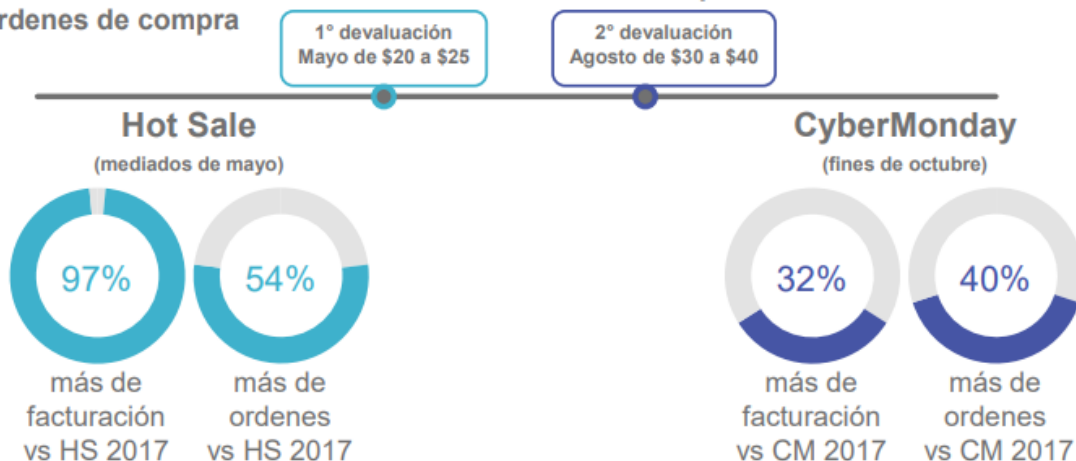 rdenes de compra
1° devaluación
Mayo de $20 a $25
2° devaluación
Agosto de $30 a $40
Hot Sale
(mediados de mayo)
CyberMonday
(fines de octubre)
97%
54%
32%
40%
más de
facturación
vs HS 2017
más de
ordenes
vs HS 2017
más de
facturación
vs CM 2017
más de
ordenes
vs CM 2017